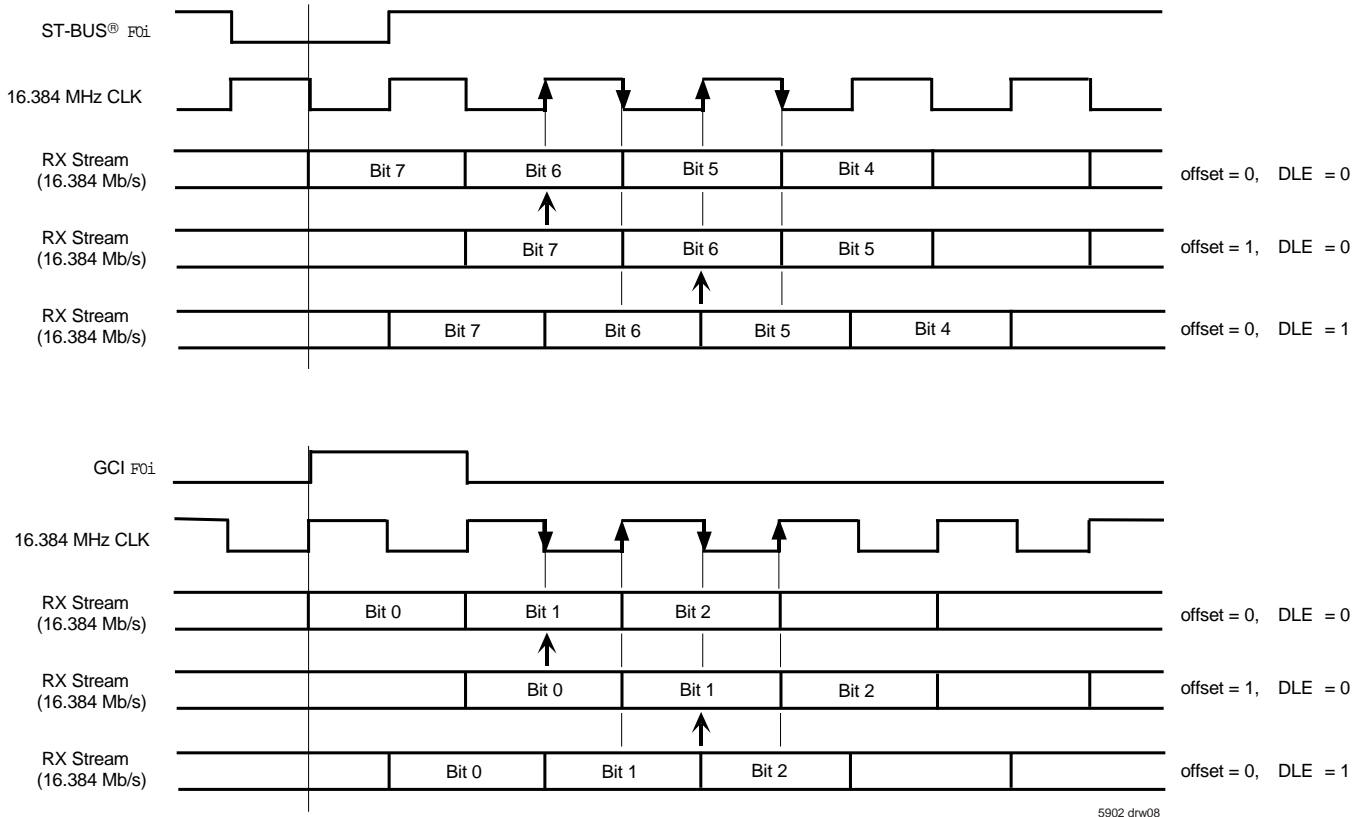 ST-BUS® F0i
16.384 MHz CLK
RX Stream
(16.384 Mb/s)
Bit 7
Bit 6
Bit 5
Bit 4
offset = 0, DLE = 0
RX Stream
(16.384 Mb/s)
Bit 7
Bit 6
Bit 5
offset = 1, DLE = 0
RX Stream
(16.384 Mb/s)
Bit 7
Bit 6
Bit 5
Bit 4
offset = 0, DLE = 1
GCI F0i
16.384 MHz CLK
RX Stream
(16.384 Mb/s)
Bit 0
Bit 1
Bit 2
offset = 0, DLE = 0
RX Stream
(16.384 Mb/s)
Bit 0
Bit 1
Bit 2
offset = 1, DLE = 0
RX Stream
(16.384 Mb/s)
Bit 0
Bit 1
Bit 2
offset = 0, DLE = 1
5902 drw08